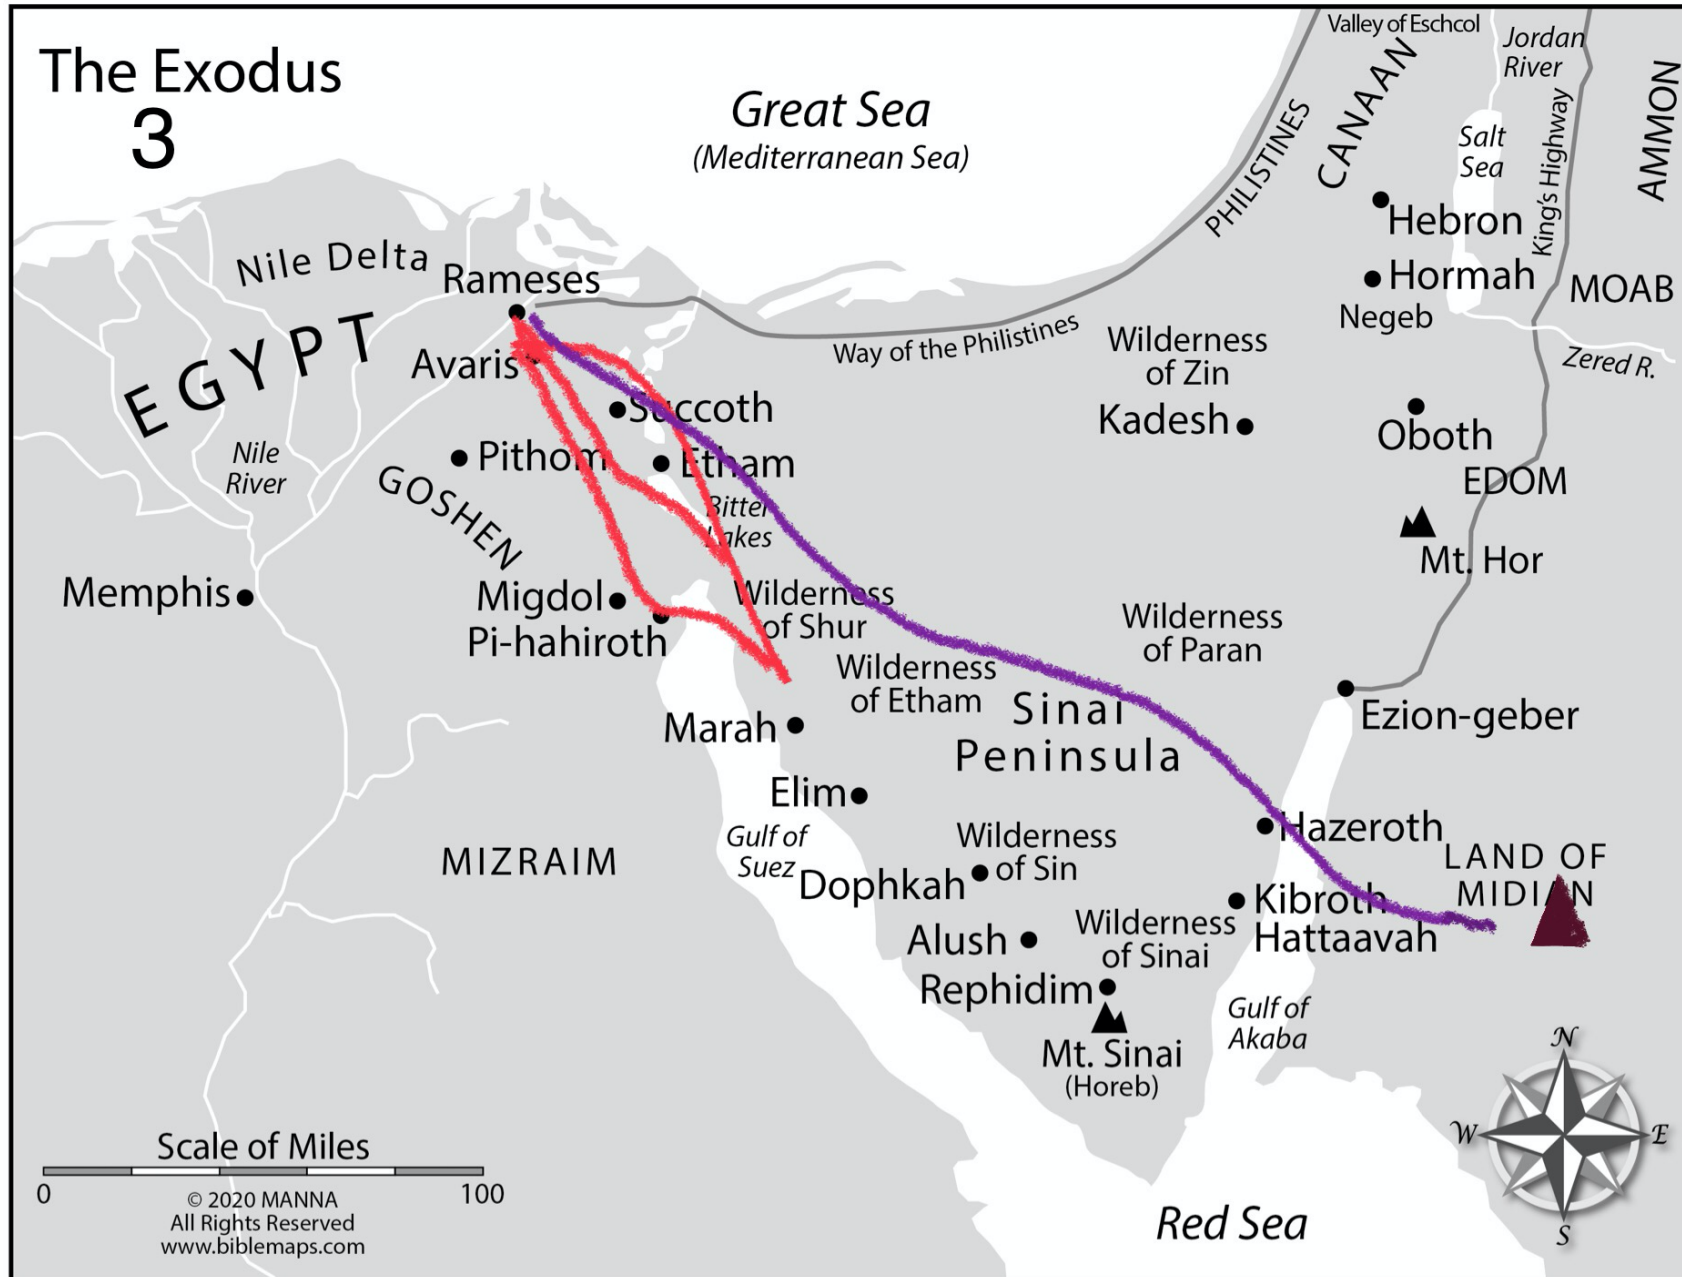 The Exodus
3
Great Sea
(Mediterranean Sea)
Valley of Eschcol
Jordan
River
CANAAN
PHILISTINES
Salt
Sea
King's Highway
AMMON
Hebron
Hormah
Negeb
MOAB
Zered R.
Nile Delta
Rameses
EGYPT
Avaris
Way of the Philistines
Wilderness
of Zin
Kadesh
Oboth
EDOM
Mt. Hor
Succoth
Pithom
Etham
Nile
River
GOSHEN
Bitter
Lakes
Memphis
Migdol
Pi-hahiroth
Wilderness
of Shur
Wilderness
of Etham
Wilderness
of Paran
Sinai
Peninsula
Ezion-geber
Marah
Elim
Gulf of
Suez
MIZRAIM
Wilderness
of Sin
Dophkah
Hazeroth
LAND OF
MIDIAN
Kibroth
Hattaavah
Alush
Wilderness
of Sinai
Rephidim
Mt. Sinai
(Horeb)
Gulf of
Akaba
N
W
E
S
Red Sea
Scale of Miles
0
100
© 2020 MANNA
All Rights Reserved
www.biblemaps.com